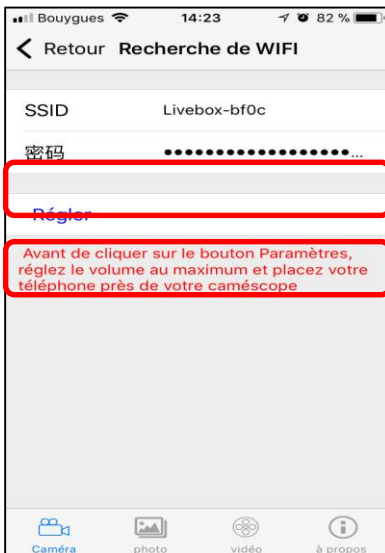 Bouygues 14:23 82 %
Retour Recherche de WIFI
SSID Livebox-bf0c
密码 ••••••••••••••••••...
Régler
Avant de cliquer sur le bouton Paramètres,
réglez le volume au maximum et placez votre
téléphone près de votre caméscope
Caméra photo vidéo à propos